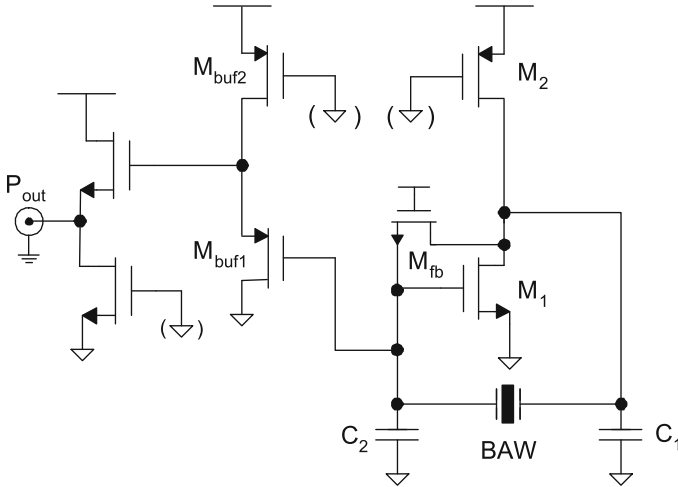 M_buf2
M_2
( )
( )
P_out
M_buf1
M_fb
M_1
( )
C_2
BAW
C_1